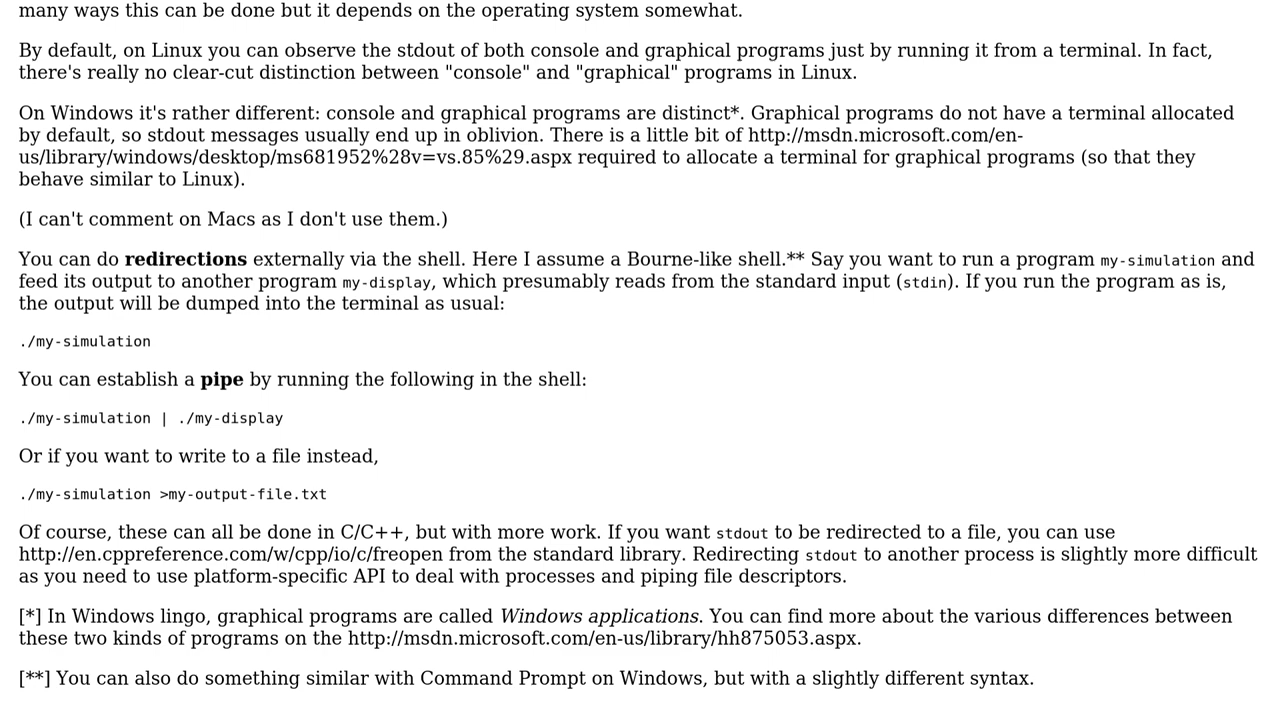 many ways this can be done but it depends on the operating system somewhat.
By default, on Linux you can observe the stdout of both console and graphical programs just by running it from a terminal. In fact,
there's really no clear-cut distinction between "console" and "graphical" programs in Linux.
On Windows it's rather different: console and graphical programs are distinct*. Graphical programs do not have a terminal allocated
by default, so stdout messages usually end up in oblivion. There is a little bit of http://msdn.microsoft.com/en-
us/library/windows/desktop/ms681952%28v=vs.85%29.aspx required to allocate a terminal for graphical programs (so that they
behave similar to Linux).
(I can't comment on Macs as I don't use them.)
You can do redirections externally via the shell. Here I assume a Bourne-like shell.** Say you want to run a program my-simulation and
feed its output to another program my-display, which presumably reads from the standard input (stdin). If you run the program as is,
the output will be dumped into the terminal as usual:
./my-simulation
You can establish a pipe by running the following in the shell:
./my-simulation | ./my-display
Or if you want to write to a file instead,
./my-simulation >my-output-file.txt
Of course, these can all be done in C/C++, but with more work. If you want stdout to be redirected to a file, you can use
http://en.cppreference.com/w/cpp/io/c/freopen from the standard library. Redirecting stdout to another process is slightly more difficult
as you need to use platform-specific API to deal with processes and piping file descriptors.
[*] In Windows lingo, graphical programs are called Windows applications. You can find more about the various differences between
these two kinds of programs on the http://msdn.microsoft.com/en-us/library/hh875053.aspx.
[**] You can also do something similar with Command Prompt on Windows, but with a slightly different syntax.